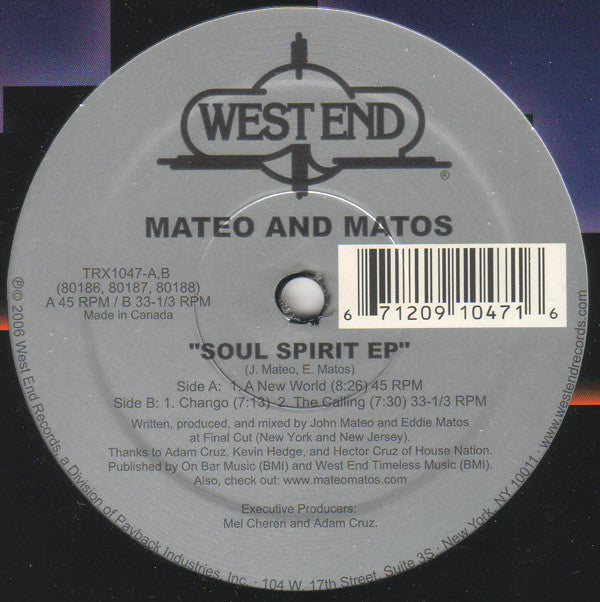 WEST END
®
MATEO AND MATOS
TRX1047-A,B
(80186, 80187, 80188)
A 45 RPM / B 33-1/3 RPM
Made in Canada
6 71209 10471 6
"SOUL SPIRIT EP"
(J. Mateo, E. Matos)
Side A: 1. A New World (8:26) 45 RPM
Side B: 1. Chango (7:13) 2. The Calling (7:30) 33-1/3 RPM
Written, produced, and mixed by John Mateo and Eddie Matos
at Final Cut (New York and New Jersey).
Thanks to Adam Cruz, Kevin Hedge, and Hector Cruz of House Nation.
Published by On Bar Music (BMI) and West End Timeless Music (BMI).
Also, check out: www.mateomatos.com.
Executive Producers:
Mel Cheren and Adam Cruz.
℗© 2006 West End Records, a Division of Payback Industries, Inc. · 104 W. 17th Street, Suite 3S · New York, NY 10011 · www.westendrecords.com